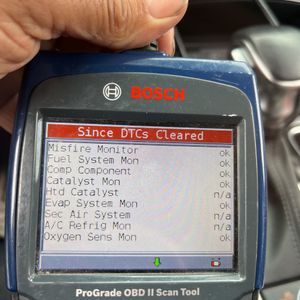 BOSCH
Since DTCs Cleared
Misfire Monitor ok
Fuel System Mon ok
Comp Component ok
Catalyst Mon ok
Htd Catalyst n/a
Evap System Mon ok
Sec Air System n/a
A/C Refrig Mon n/a
Oxygen Sens Mon ok
ProGrade OBD II Scan Tool